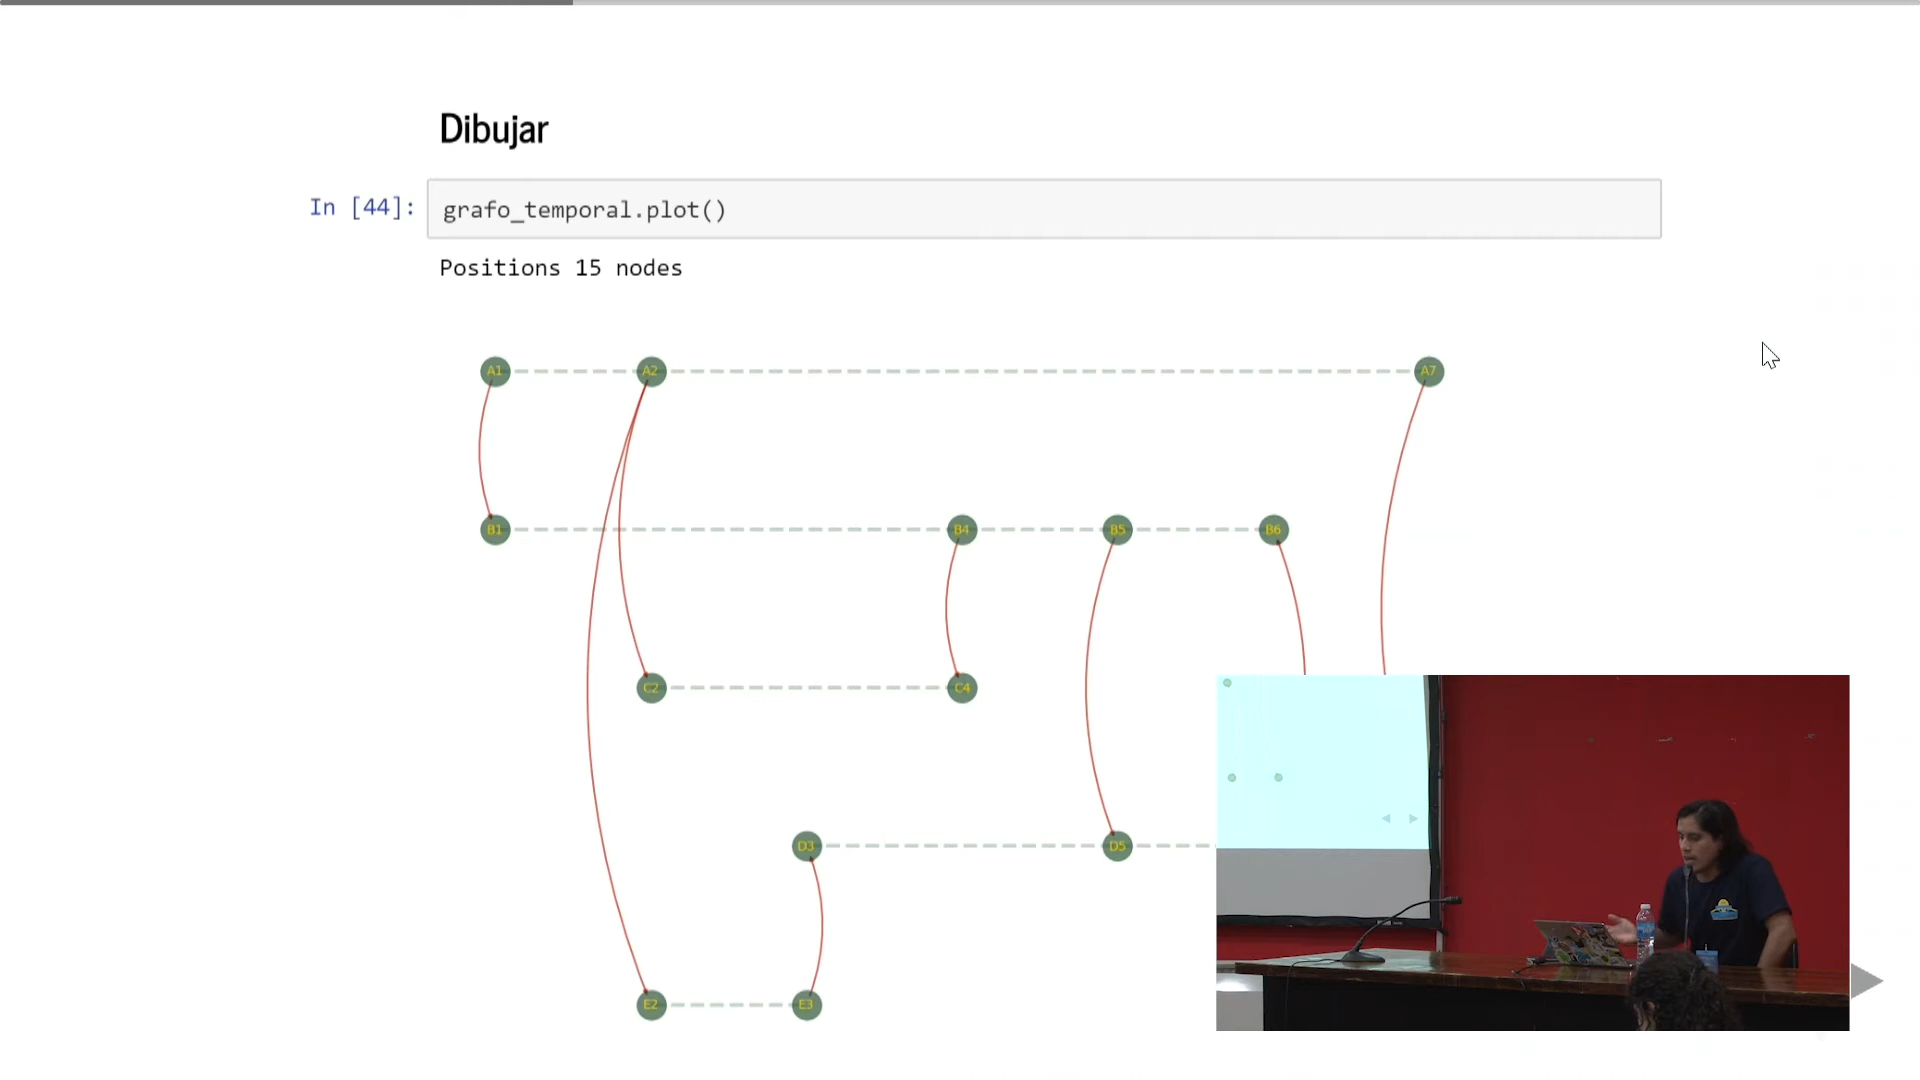 Dibujar
In [44]: grafo_temporal.plot()
Positions 15 nodes
A1 A2 A7
B1 B4 B5 B6
C2 C4
D3 D5
E2 E3